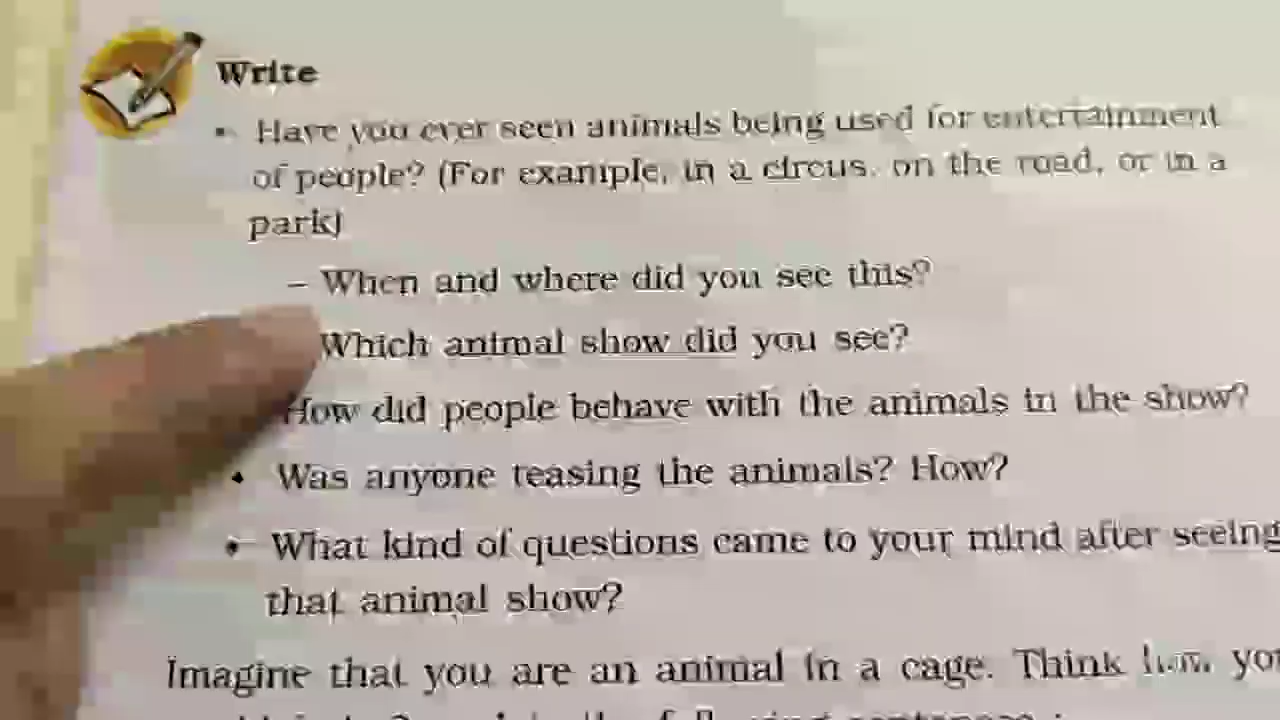 Write
• Have you ever seen animals being used for entertainment
of people? (For example, in a circus, on the road, or in a
park)
– When and where did you see this?
Which animal show did you see?
How did people behave with the animals in the show?
• Was anyone teasing the animals? How?
• What kind of questions came to your mind after seeing
that animal show?
Imagine that you are an animal in a cage. Think how